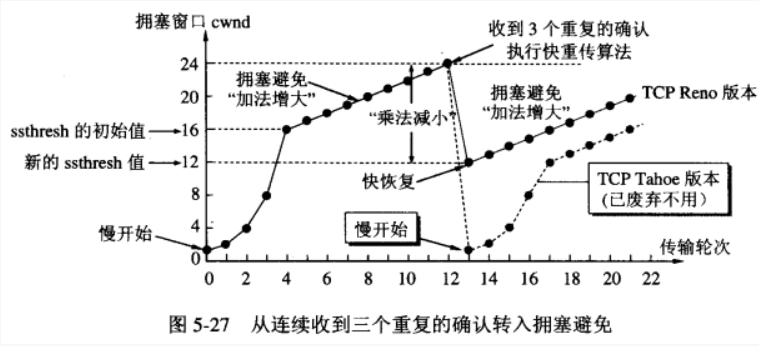 拥塞窗口 cwnd
收到 3 个重复的确认
执行快重传算法
24
20
16
12
8
4
0
拥塞避免
“加法增大”
“乘法减小”
拥塞避免
“加法增大”
TCP Reno 版本
ssthresh 的初始值
新的 ssthresh 值
快恢复
TCP Tahoe 版本
(已废弃不用)
慢开始
慢开始
传输轮次
0 2 4 6 8 10 12 14 16 18 20 22
图 5-27 从连续收到三个重复的确认转入拥塞避免